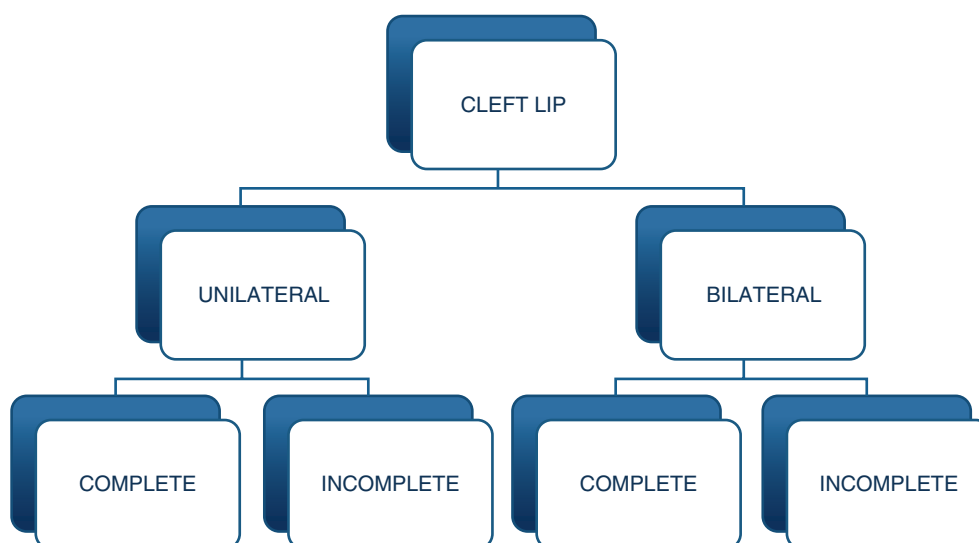 CLEFT LIP
UNILATERAL
BILATERAL
COMPLETE
INCOMPLETE
COMPLETE
INCOMPLETE